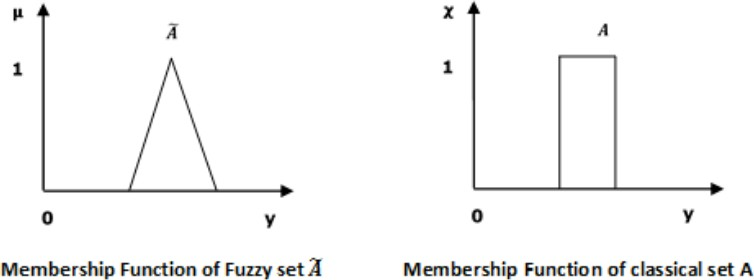 μ
Ã
1
0
y
Membership Function of Fuzzy set Ã
χ
A
1
0
y
Membership Function of classical set A